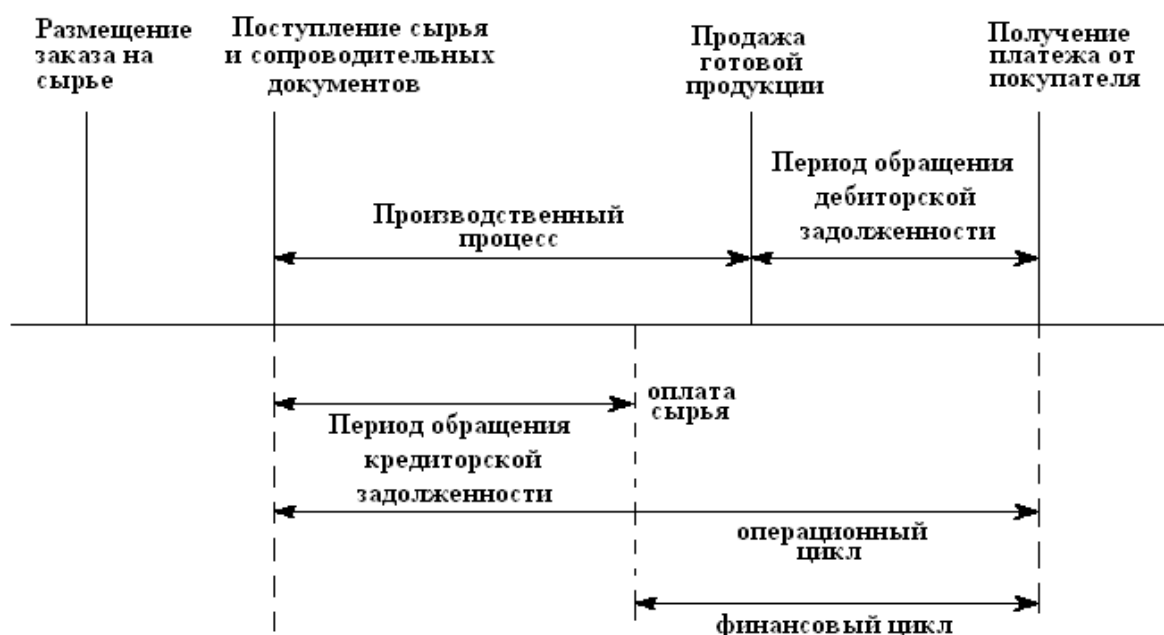 Размещение
заказа на
сырье
Поступление сырья
и сопроводительных
документов
Продажа
готовой
продукции
Получение
платежа от
покупателя
Производственный
процесс
Период обращения
дебиторской
задолженности
оплата
сырья
Период обращения
кредиторской
задолженности
операционный
цикл
финансовый цикл